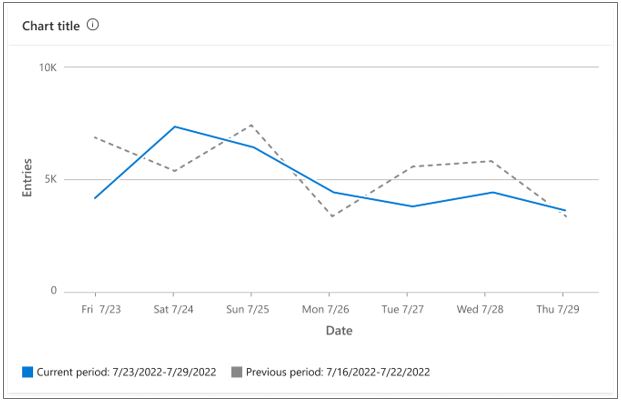 Chart title
10K
5K
0
Entries
Fri 7/23 Sat 7/24 Sun 7/25 Mon 7/26 Tue 7/27 Wed 7/28 Thu 7/29
Date
Current period: 7/23/2022-7/29/2022 Previous period: 7/16/2022-7/22/2022